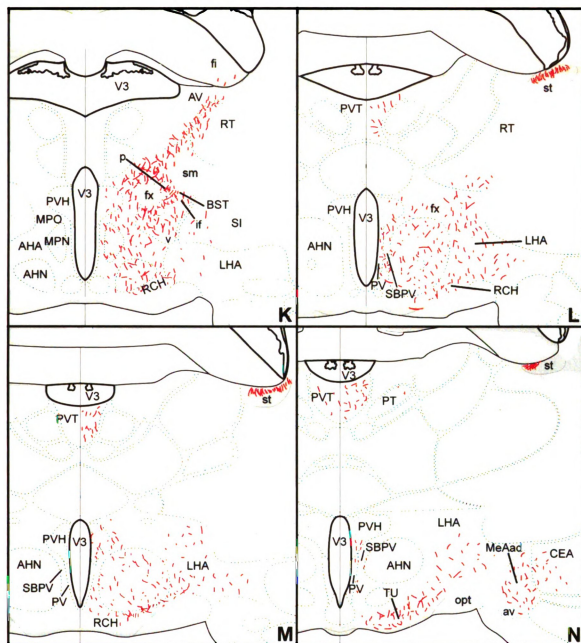 fi
V3
AV
RT
p
sm
fx
BST
PVH
V3
MPO
if
SI
AHA
MPN
v
LHA
AHN
RCH
K
st
PVT
RT
PVH
V3
fx
LHA
AHN
PV
SBPV
RCH
L
V3
st
PVT
PVH
V3
AHN
LHA
SBPV
PV
RCH
M
V3
st
PVT
PT
PVH
LHA
V3
SBPV
MeAad
CEA
AHN
PV
TU
opt
av
N